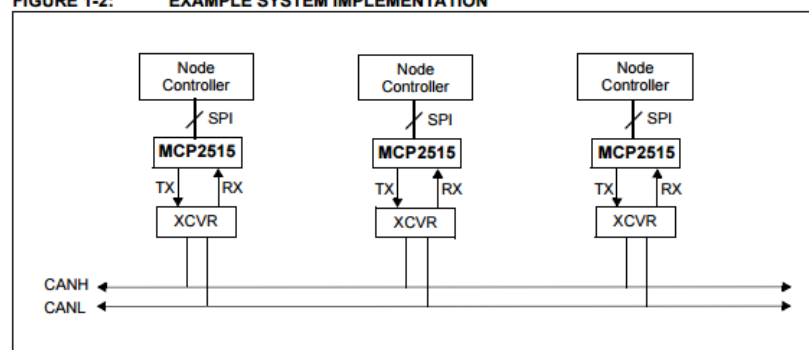 FIGURE 1-2: EXAMPLE SYSTEM IMPLEMENTATION
Node Controller
Node Controller
Node Controller
SPI
SPI
SPI
MCP2515
MCP2515
MCP2515
TX
RX
TX
RX
TX
RX
XCVR
XCVR
XCVR
CANH
CANL